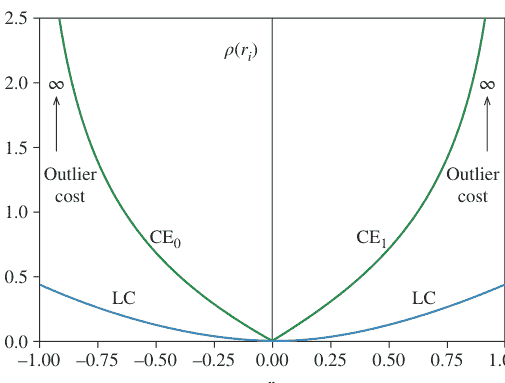 2.5
ρ(r_i)
2.0
∞
∞
1.5
Outlier
cost
Outlier
cost
1.0
CE_0
CE_1
0.5
LC
LC
0.0
–1.00 –0.75 –0.50 –0.25 0.00 0.25 0.50 0.75